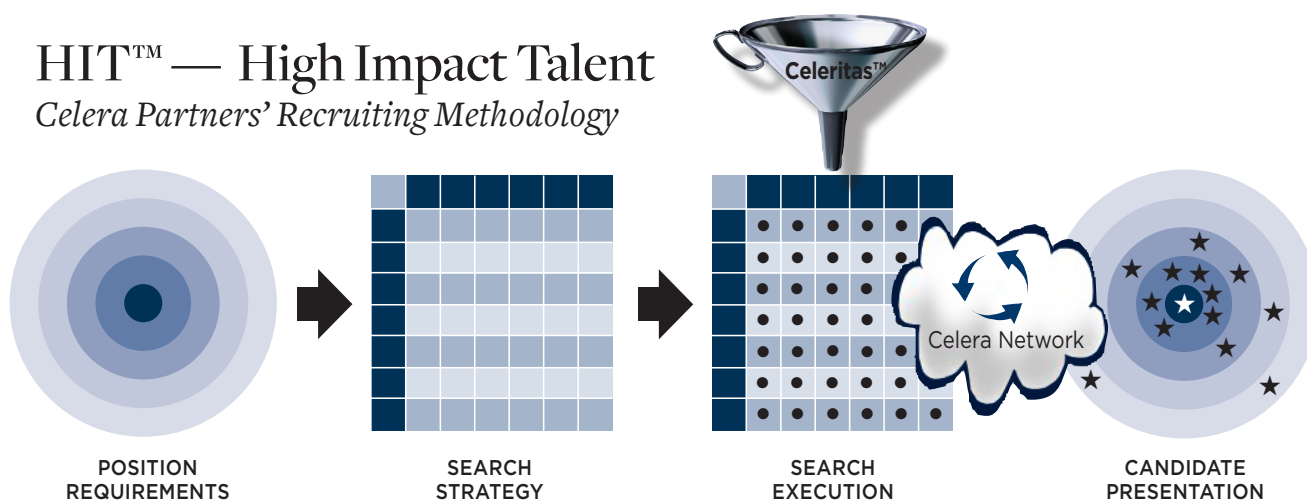 HIT™ — High Impact Talent
Celera Partners’ Recruiting Methodology
Celeritas™
Celera Network
POSITION
REQUIREMENTS
SEARCH
STRATEGY
SEARCH
EXECUTION
CANDIDATE
PRESENTATION